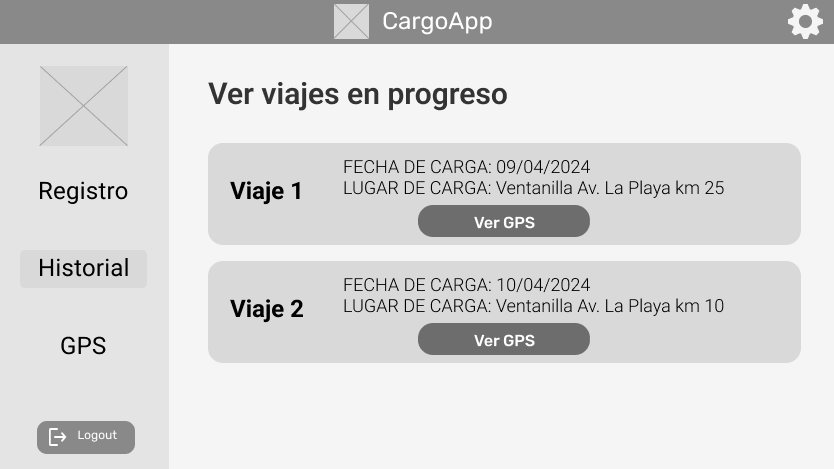 CargoApp
Registro
Historial
GPS
Logout
Ver viajes en progreso
Viaje 1
FECHA DE CARGA: 09/04/2024
LUGAR DE CARGA: Ventanilla Av. La Playa km 25
Ver GPS
Viaje 2
FECHA DE CARGA: 10/04/2024
LUGAR DE CARGA: Ventanilla Av. La Playa km 10
Ver GPS